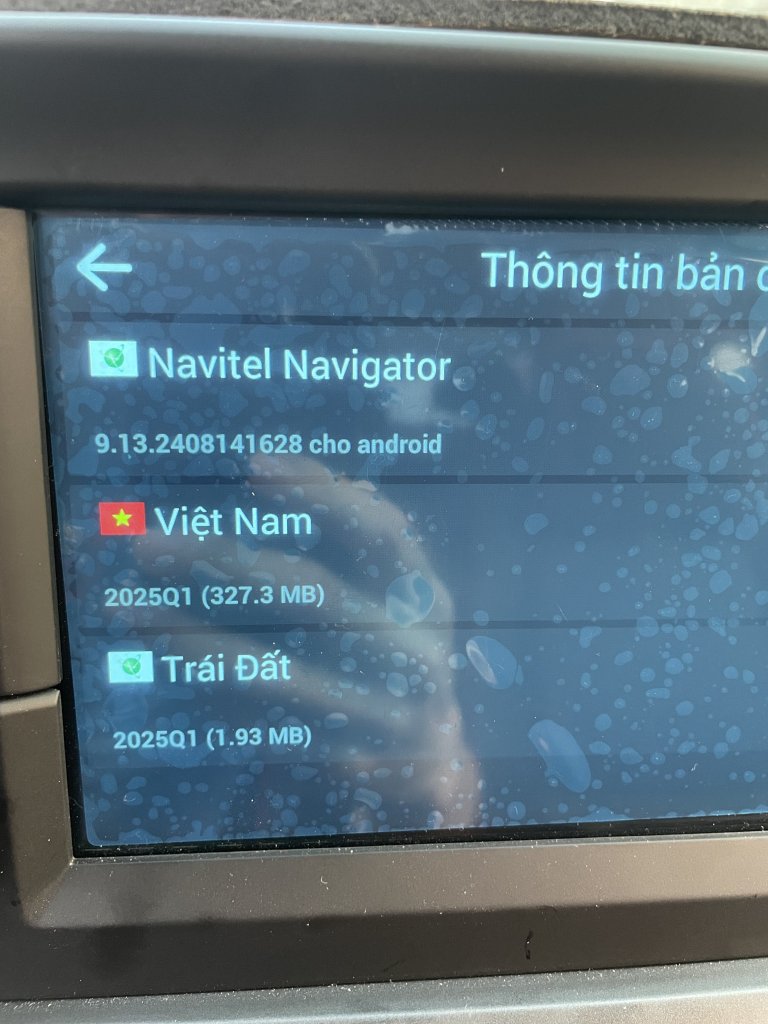 Thông tin bản
Navitel Navigator
9.13.2408141628 cho android
Việt Nam
2025Q1 (327.3 MB)
Trái Đất
2025Q1 (1.93 MB)